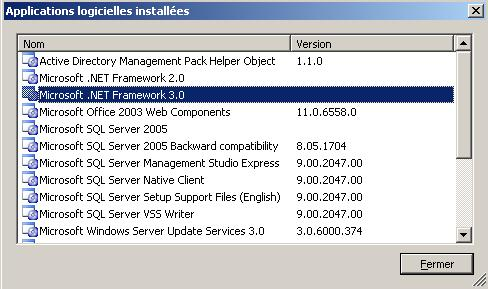 Applications logicielles installées
Nom Version
Active Directory Management Pack Helper Object 1.1.0
Microsoft .NET Framework 2.0
Microsoft .NET Framework 3.0
Microsoft Office 2003 Web Components 11.0.6558.0
Microsoft SQL Server 2005
Microsoft SQL Server 2005 Backward compatibility 8.05.1704
Microsoft SQL Server Management Studio Express 9.00.2047.00
Microsoft SQL Server Native Client 9.00.2047.00
Microsoft SQL Server Setup Support Files (English) 9.00.2047.00
Microsoft SQL Server VSS Writer 9.00.2047.00
Microsoft Windows Server Update Services 3.0 3.0.6000.374
Fermer